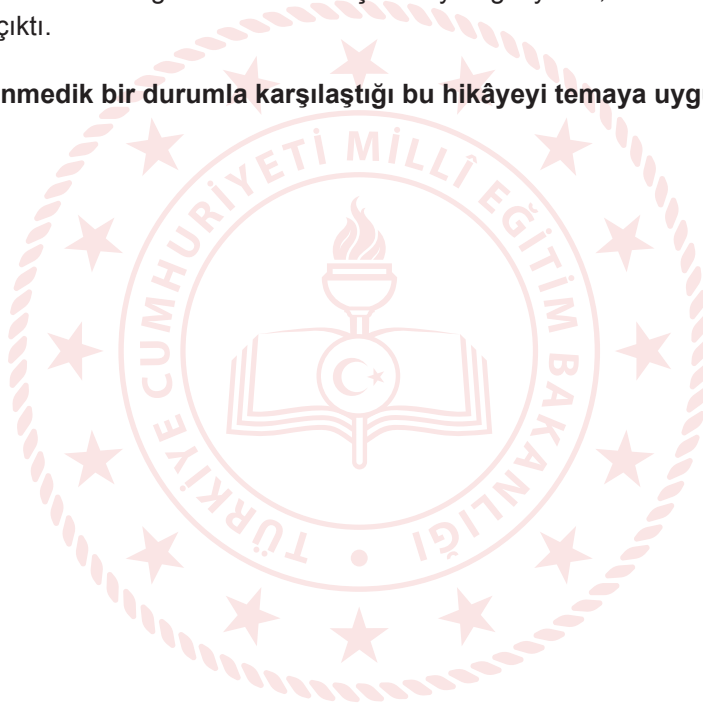 çıktı.
nmedik bir durumla karşılaştığı bu hikâyeyi temaya uyg
TÜRKİYE CUMHURİYETİ MİLLÎ EĞİTİM BAKANLIĞI